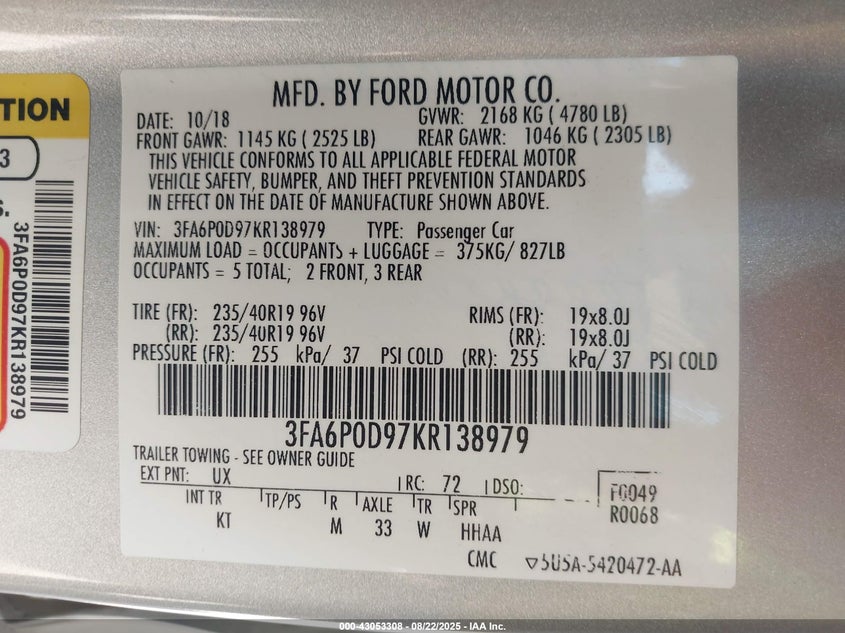 TION
3
S.
3FA6P0D97KR138979
MFD. BY FORD MOTOR CO.
DATE: 10/18 GVWR: 2168 KG ( 4780 LB)
FRONT GAWR: 1145 KG ( 2525 LB) REAR GAWR: 1046 KG ( 2305 LB)
THIS VEHICLE CONFORMS TO ALL APPLICABLE FEDERAL MOTOR
VEHICLE SAFETY, BUMPER, AND THEFT PREVENTION STANDARDS
IN EFFECT ON THE DATE OF MANUFACTURE SHOWN ABOVE.
VIN: 3FA6P0D97KR138979 TYPE: Passenger Car
MAXIMUM LOAD = OCCUPANTS + LUGGAGE = 375KG/ 827LB
OCCUPANTS = 5 TOTAL; 2 FRONT, 3 REAR
TIRE (FR): 235/40R19 96V RIMS (FR): 19x8.0J
(RR): 235/40R19 96V (RR): 19x8.0J
PRESSURE (FR): 255 kPa/ 37 PSI COLD (RR): 255 kPa/ 37 PSI COLD
3FA6P0D97KR138979
TRAILER TOWING - SEE OWNER GUIDE
EXT PNT: UX RC: 72 DSO: F0049
INT TR TP/PS R AXLE TR SPR R0068
KT M 33 W HHAA
CMC ▽5U5A-5420472-AA
000-43053308 - 08/22/2025 - IAA Inc.